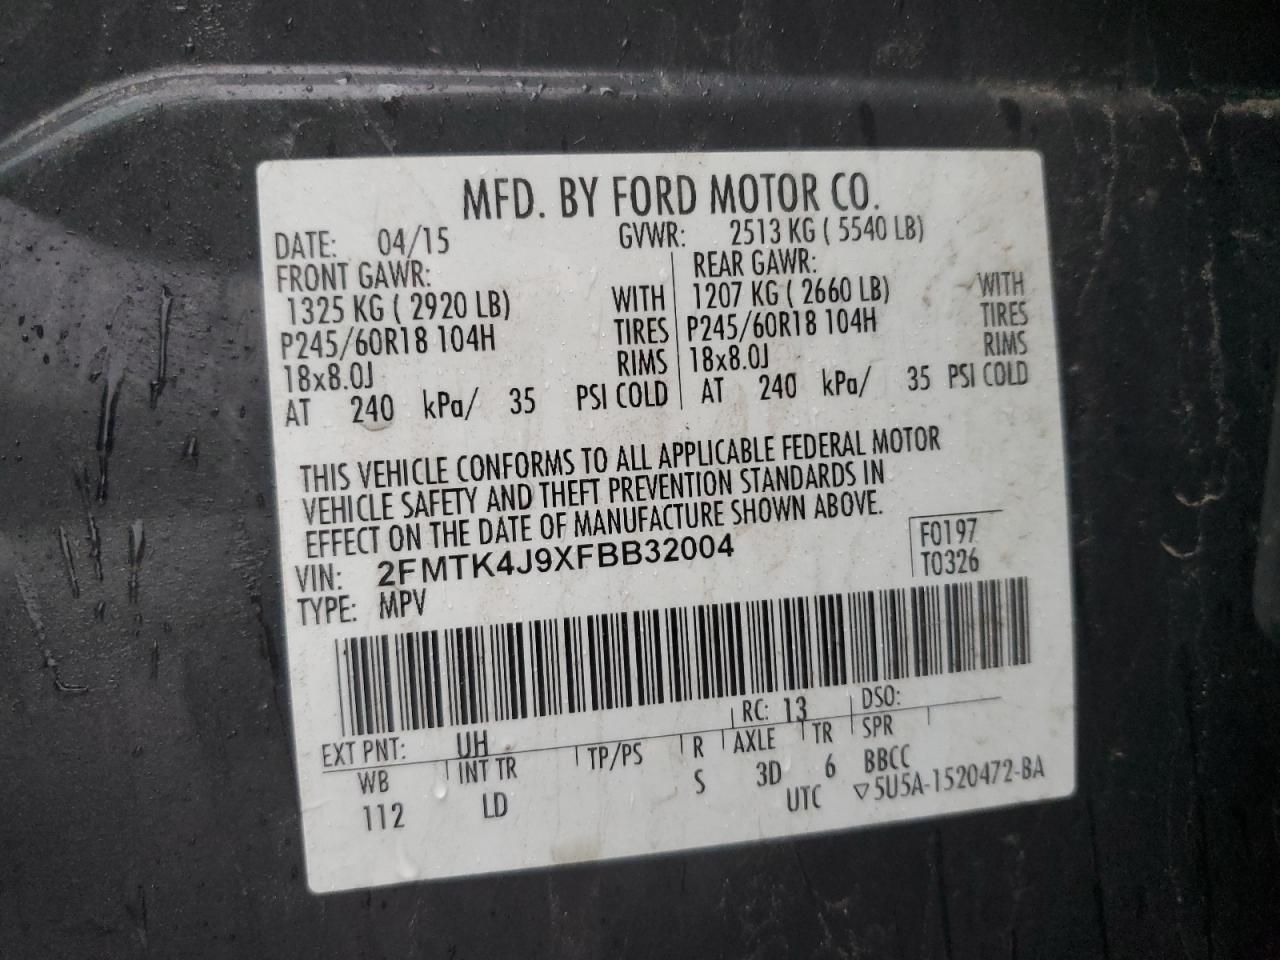 MFD. BY FORD MOTOR CO.
DATE: 04/15 GVWR: 2513 KG ( 5540 LB)
FRONT GAWR: REAR GAWR:
1325 KG ( 2920 LB) WITH 1207 KG ( 2660 LB) WITH
P245/60R18 104H TIRES P245/60R18 104H TIRES
18x8.0J RIMS 18x8.0J RIMS
AT 240 kPa/ 35 PSI COLD AT 240 kPa/ 35 PSI COLD
THIS VEHICLE CONFORMS TO ALL APPLICABLE FEDERAL MOTOR
VEHICLE SAFETY AND THEFT PREVENTION STANDARDS IN
EFFECT ON THE DATE OF MANUFACTURE SHOWN ABOVE.
VIN: 2FMTK4J9XFBB32004 F0197
TYPE: MPV T0326
EXT PNT: UH RC: 13 DSO:
WB INT TR TP/PS R AXLE TR SPR
112 LD S 3D 6 BBCC
UTC ▽5U5A-1520472-BA